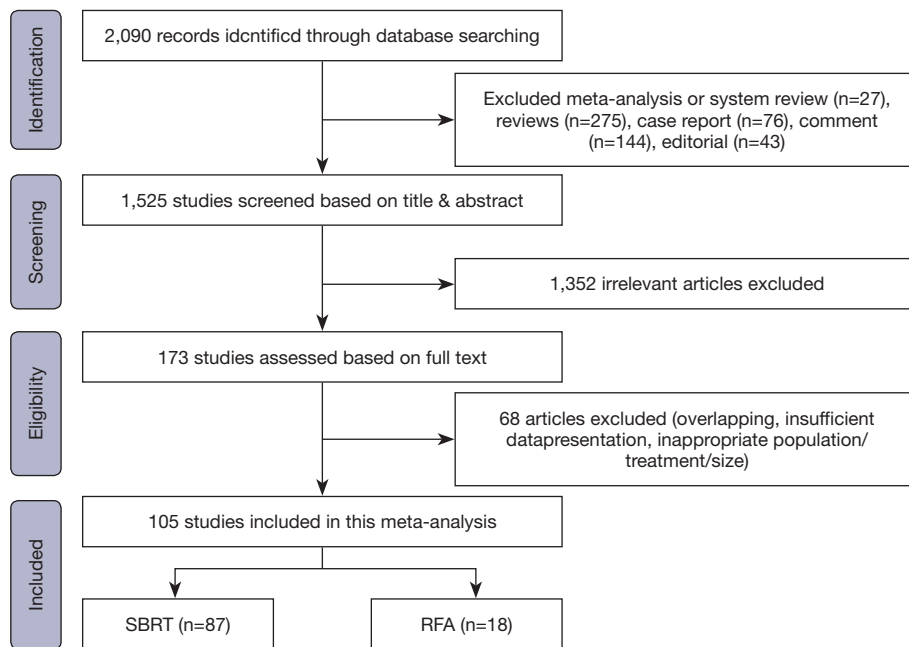 Identification
2,090 records idcntificd through database searching
Excluded meta-analysis or system review (n=27),
reviews (n=275), case report (n=76), comment
(n=144), editorial (n=43)
Screening
1,525 studies screened based on title & abstract
1,352 irrelevant articles excluded
Eligibility
173 studies assessed based on full text
68 articles excluded (overlapping, insufficient
datapresentation, inappropriate population/
treatment/size)
Included
105 studies included in this meta-analysis
SBRT (n=87)
RFA (n=18)